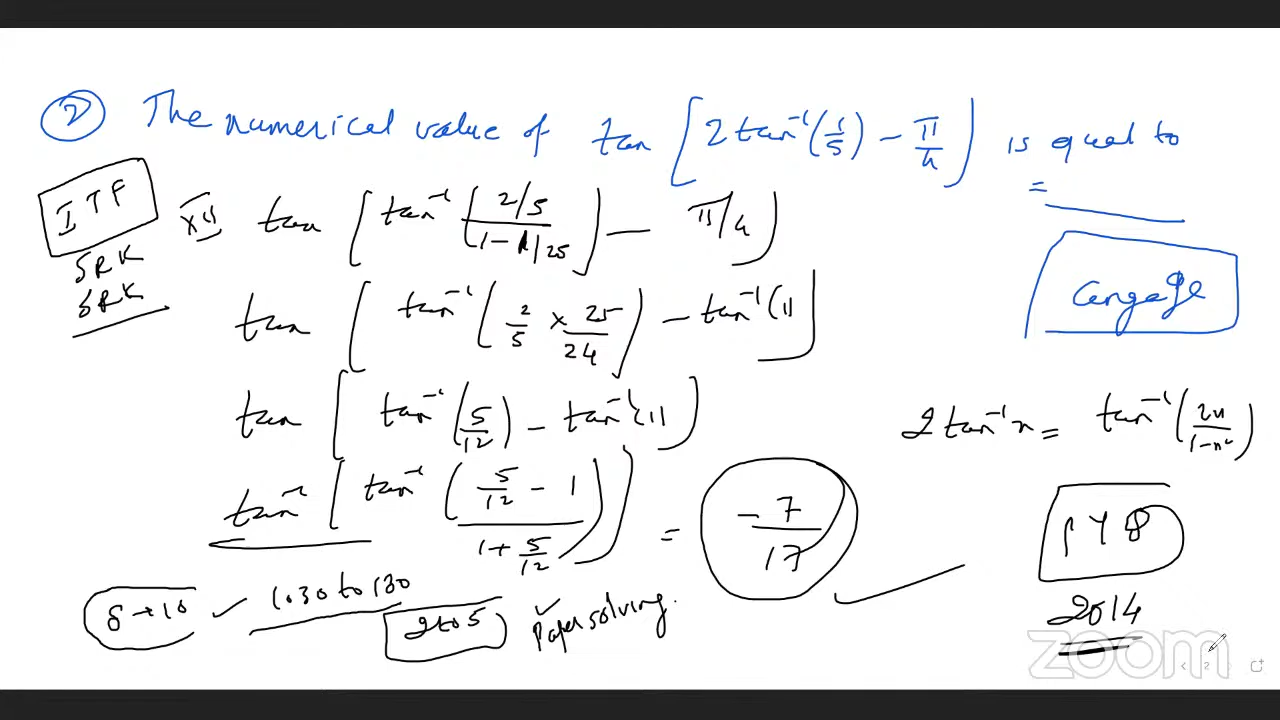 ② The numerical value of tan [2 tan⁻¹(1/5) − π/4] is equal to
=
ITF
SRK
SRK
XII tan [tan⁻¹(2/5 / 1 − 1/25) − π/4]
cengage
tan [tan⁻¹(2/5 × 25/24) − tan⁻¹(1)]
tan [tan⁻¹(5/12) − tan⁻¹(1)]
2 tan⁻¹x = tan⁻¹(2x/1−x²)
tan⁻¹ [tan⁻¹(5/12 − 1 / 1 + 5/12)] = −7/17
PYQ
2014
8 → 10 ✓ 1.30 to 130
2 to 5 ✓ Paper solving.
zoom
< 2 >